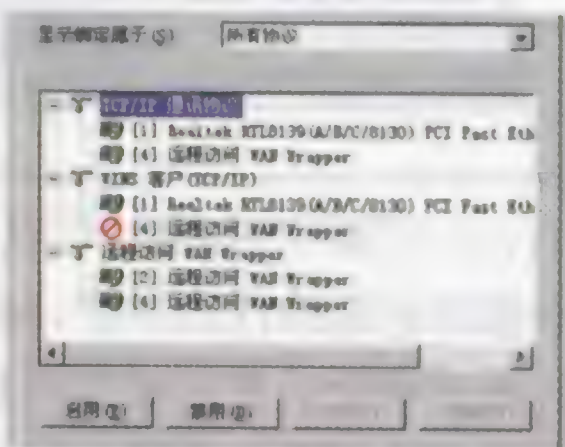 显示绑定属于(S) 所有协议
TCP/IP 通讯协议
[1] Realtek RTL8139(A/B/C/8130) PCI Fast Eth
[4] 远程访问 WAN Wrapper
WINS 客户(TCP/IP)
[1] Realtek RTL8139(A/B/C/8130) PCI Fast Eth
[4] 远程访问 WAN Wrapper
远程访问 WAN Wrapper
[2] 远程访问 WAN Wrapper
[4] 远程访问 WAN Wrapper
启用(E) 禁用(D)